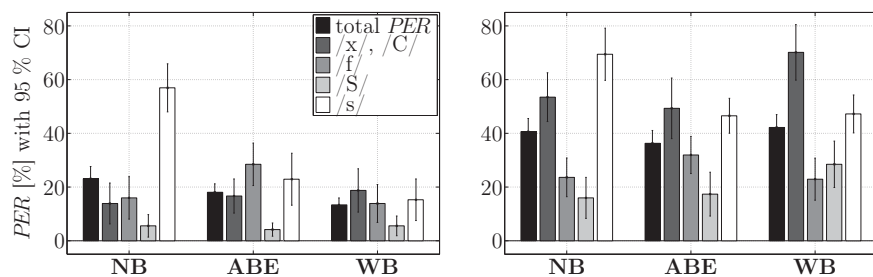 PER [%] with 95 % CI
80
60
40
20
0
total PER
/x/, /C/
/f/
/S/
/s/
NB ABE WB
80
60
40
20
0
NB ABE WB